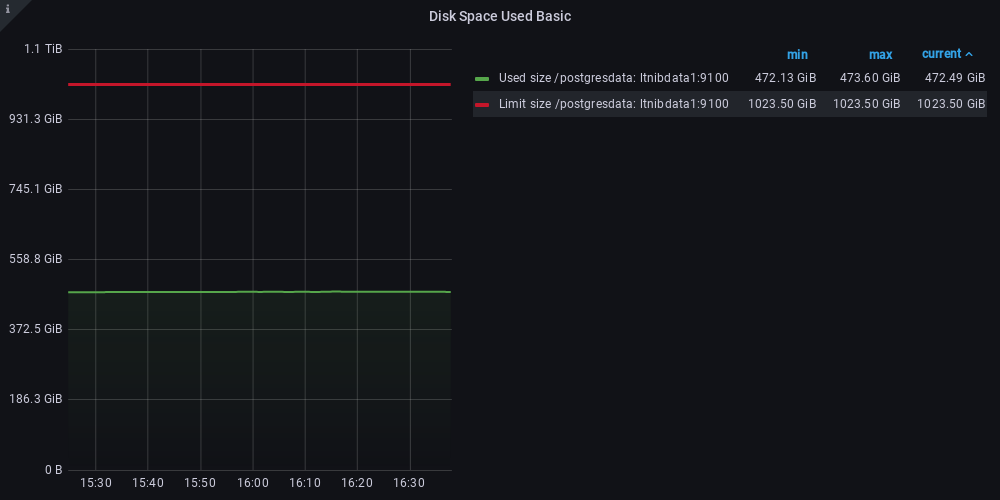 i
Disk Space Used Basic
1.1 TiB
931.3 GiB
745.1 GiB
558.8 GiB
372.5 GiB
186.3 GiB
0 B
15:30 15:40 15:50 16:00 16:10 16:20 16:30
min max current
Used size /postgresdata: ltnibdata1:9100 472.13 GiB 473.60 GiB 472.49 GiB
Limit size /postgresdata: ltnibdata1:9100 1023.50 GiB 1023.50 GiB 1023.50 GiB